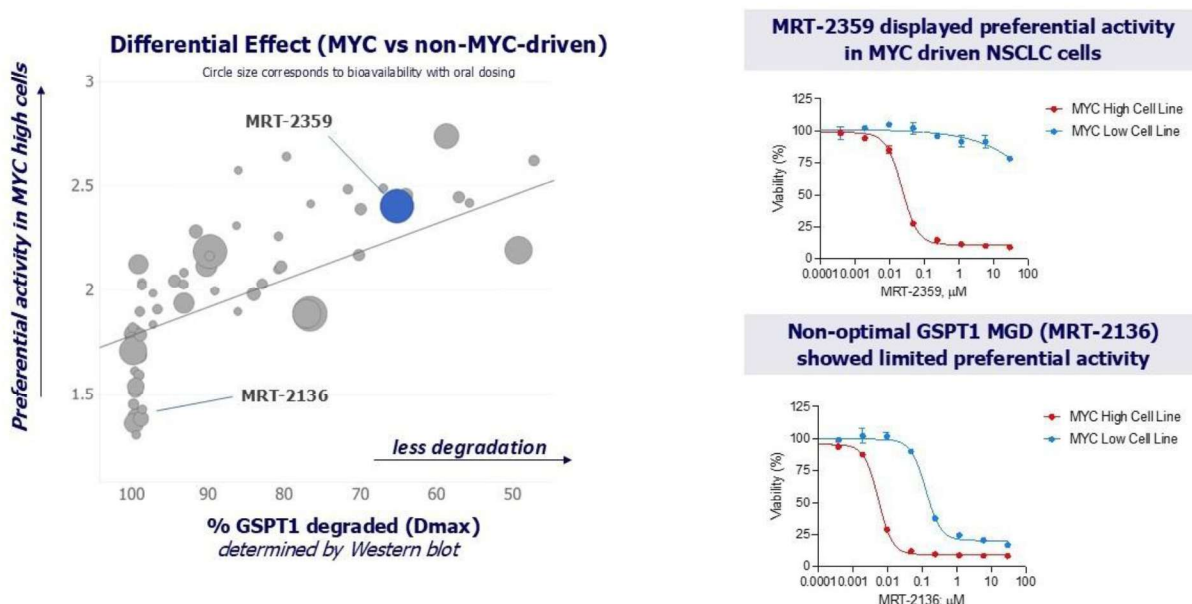 Differential Effect (MYC vs non-MYC-driven)
Circle size corresponds to bioavailability with oral dosing
Preferential activity in MYC high cells
3
2.5
2
1.5
MRT-2359
MRT-2136
less degradation
100 90 80 70 60 50
% GSPT1 degraded (Dmax)
determined by Western blot
MRT-2359 displayed preferential activity
in MYC driven NSCLC cells
Viability (%)
125
100
75
50
25
0
0.0001 0.001 0.01 0.1 1 10 100
MRT-2359, μM
MYC High Cell Line
MYC Low Cell Line
Non-optimal GSPT1 MGD (MRT-2136)
showed limited preferential activity
Viability (%)
125
100
75
50
25
0
0.0001 0.001 0.01 0.1 1 10 100
MRT-2136; μM
MYC High Cell Line
MYC Low Cell Line